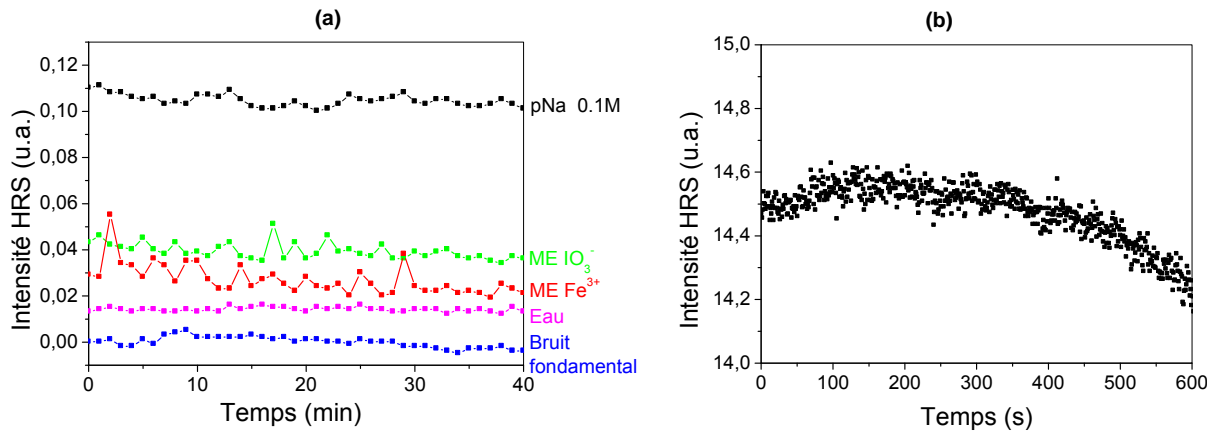 (a)
Intensité HRS (u.a.)
0,12
0,10
0,08
0,06
0,04
0,02
0,00
0
10
20
30
40
Temps (min)
pNa 0.1M
ME IO₃⁻
ME Fe³⁺
Eau
Bruit
fondamental
(b)
Intensité HRS (u.a.)
15,0
14,8
14,6
14,4
14,2
14,0
0
100
200
300
400
500
600
Temps (s)